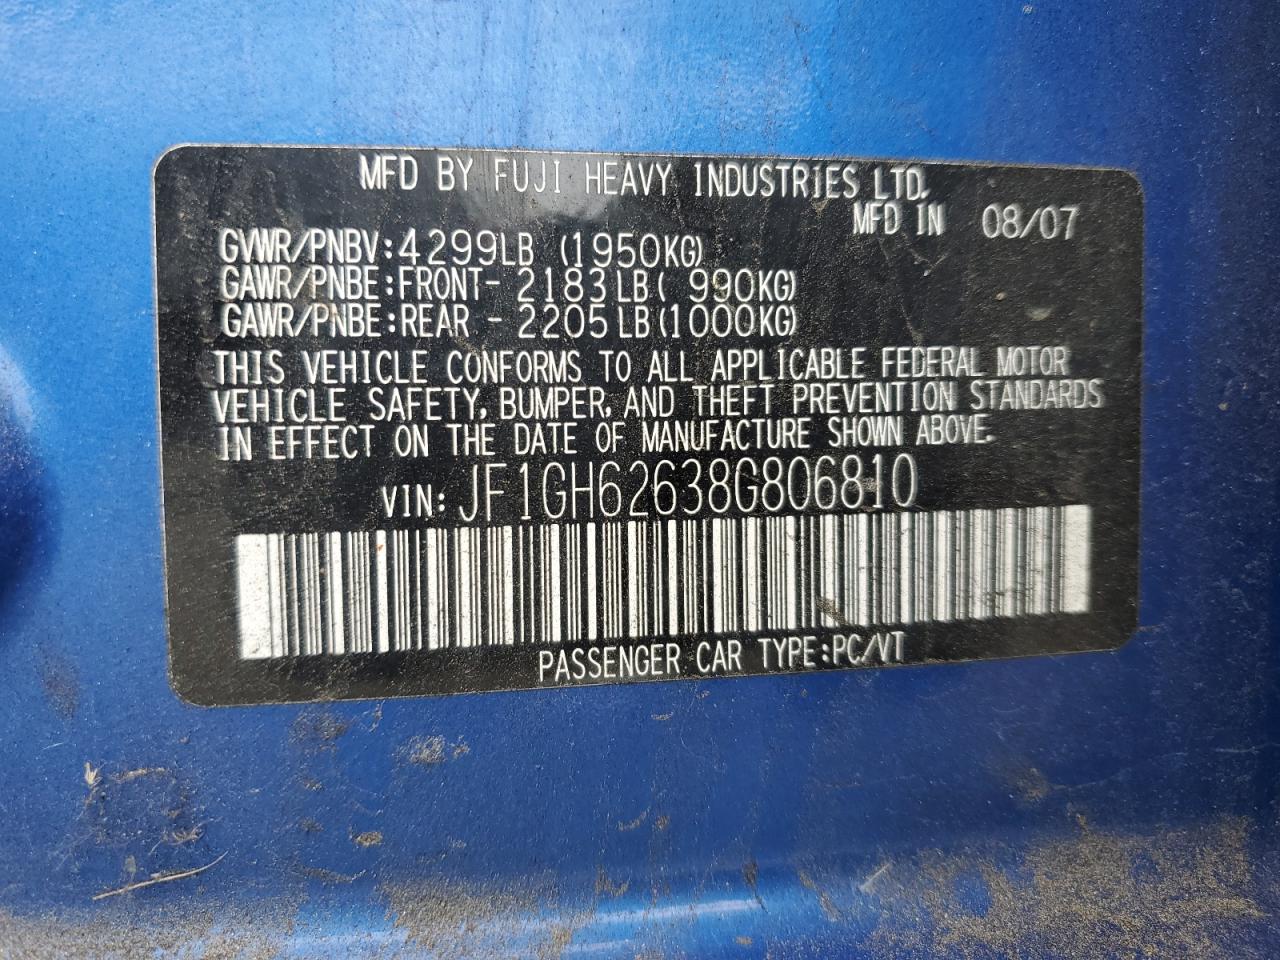 MFD BY FUJI HEAVY INDUSTRIES LTD.
MFD IN 08/07
GVWR/PNBV:4299LB (1950KG)
GAWR/PNBE:FRONT- 2183LB( 990KG)
GAWR/PNBE:REAR - 2205LB(1000KG)
THIS VEHICLE CONFORMS TO ALL APPLICABLE FEDERAL MOTOR
VEHICLE SAFETY, BUMPER, AND THEFT PREVENTION STANDARDS
IN EFFECT ON THE DATE OF MANUFACTURE SHOWN ABOVE.
VIN: JF1GH62638G806810
PASSENGER CAR TYPE:PC/VT